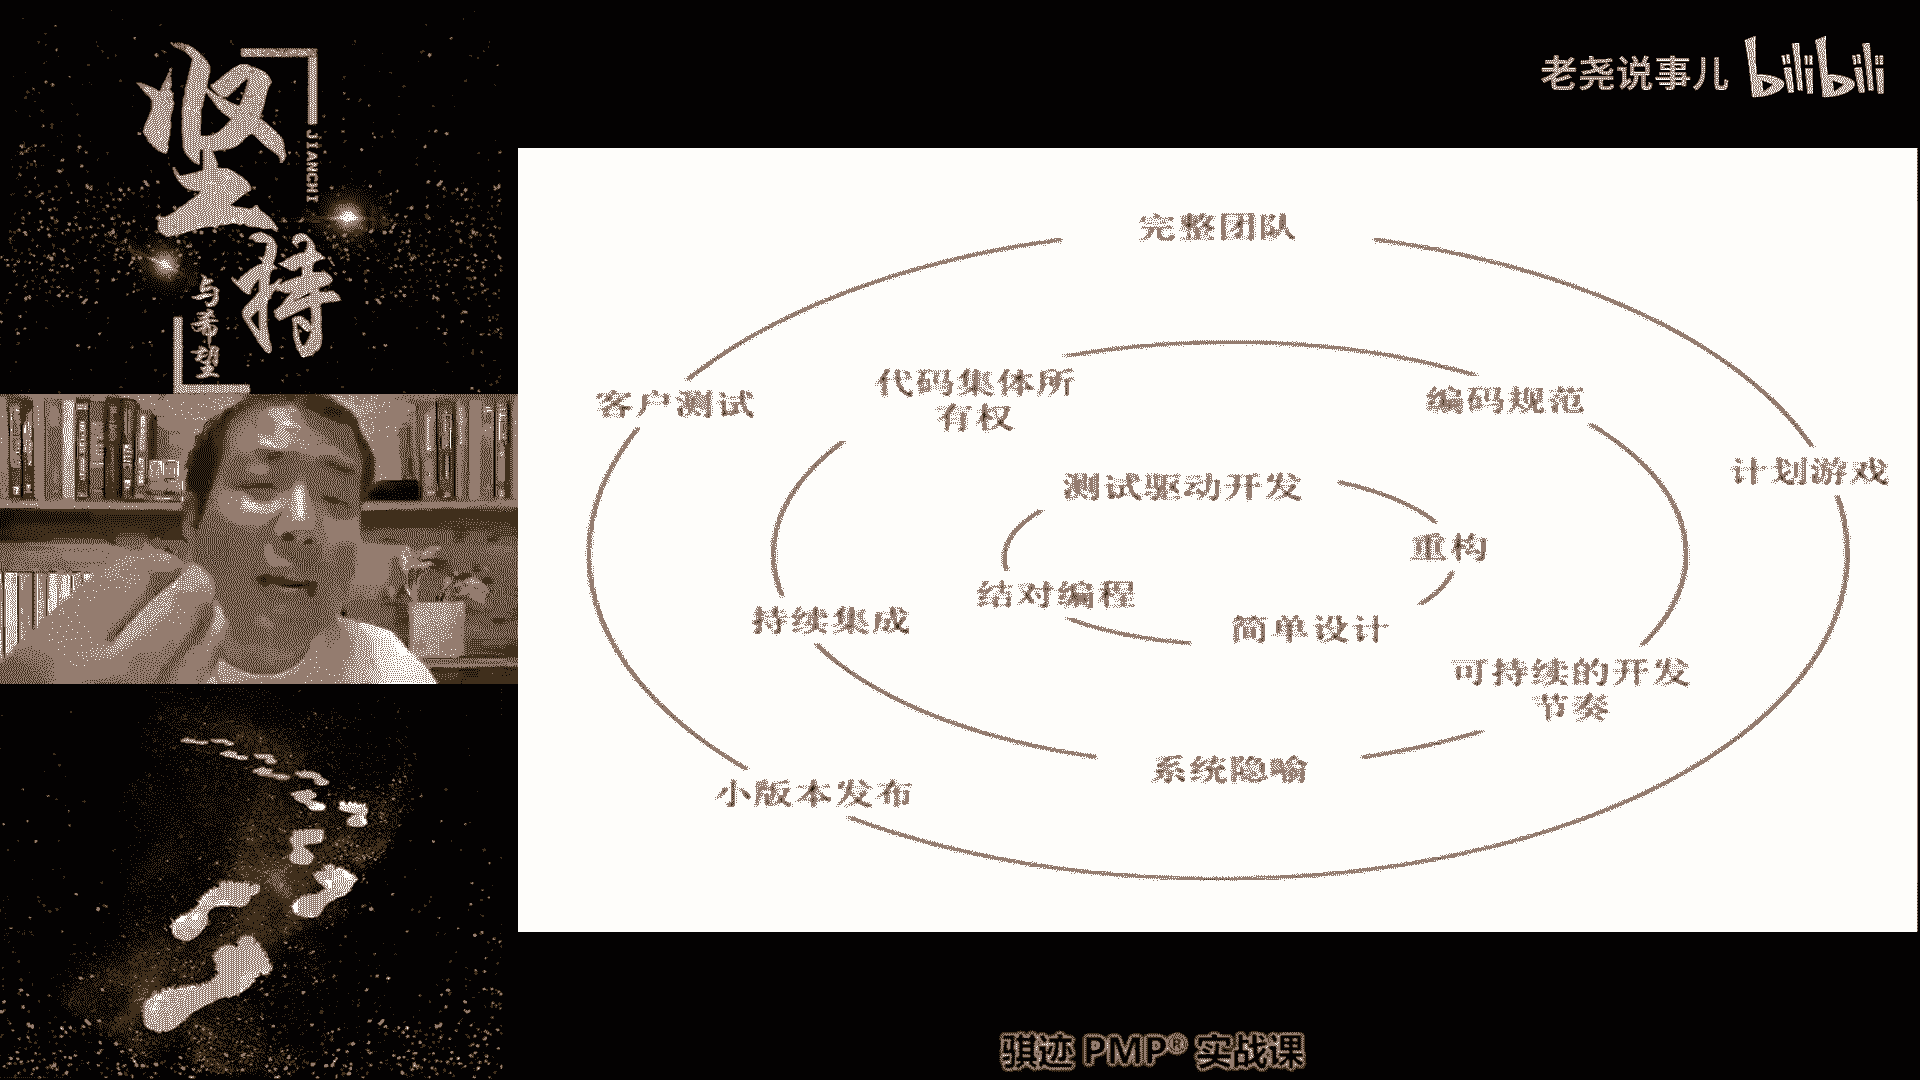 坚
持
JIANCHI
与希望
老尧说事儿 bilibili
完整团队
客户测试
代码集体所
有权
编码规范
计划游戏
测试驱动开发
重构
结对编程
简单设计
持续集成
可持续的开发
节奏
系统隐喻
小版本发布
骐迹 PMP® 实战课